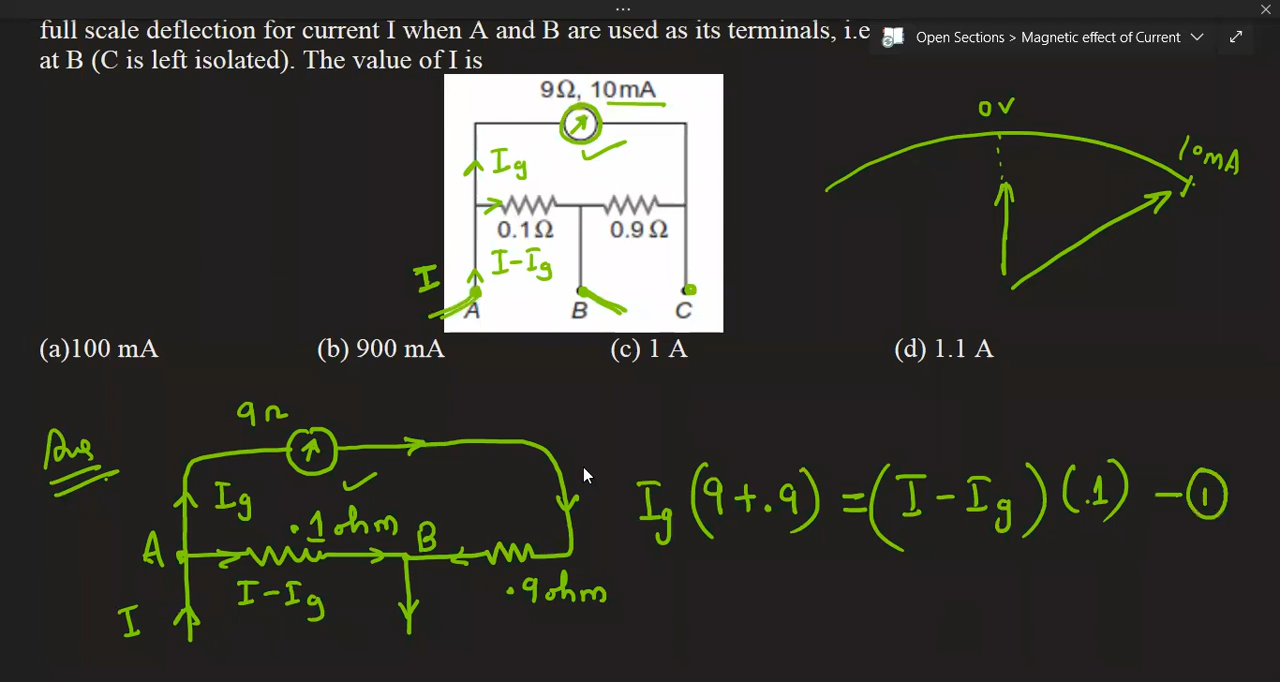 full scale deflection for current I when A and B are used as its terminals, i.e
at B (C is left isolated). The value of I is
Open Sections > Magnetic effect of Current
9Ω, 10mA
0V
10mA
Ig
0.1Ω 0.9Ω
I-Ig
I
A B C
(a)100 mA (b) 900 mA (c) 1 A (d) 1.1 A
Ans
9Ω
Ig
Ig(9+.9)=(I-Ig)(.1) -①
.1 ohm
A B
I-Ig
.9 ohm
I